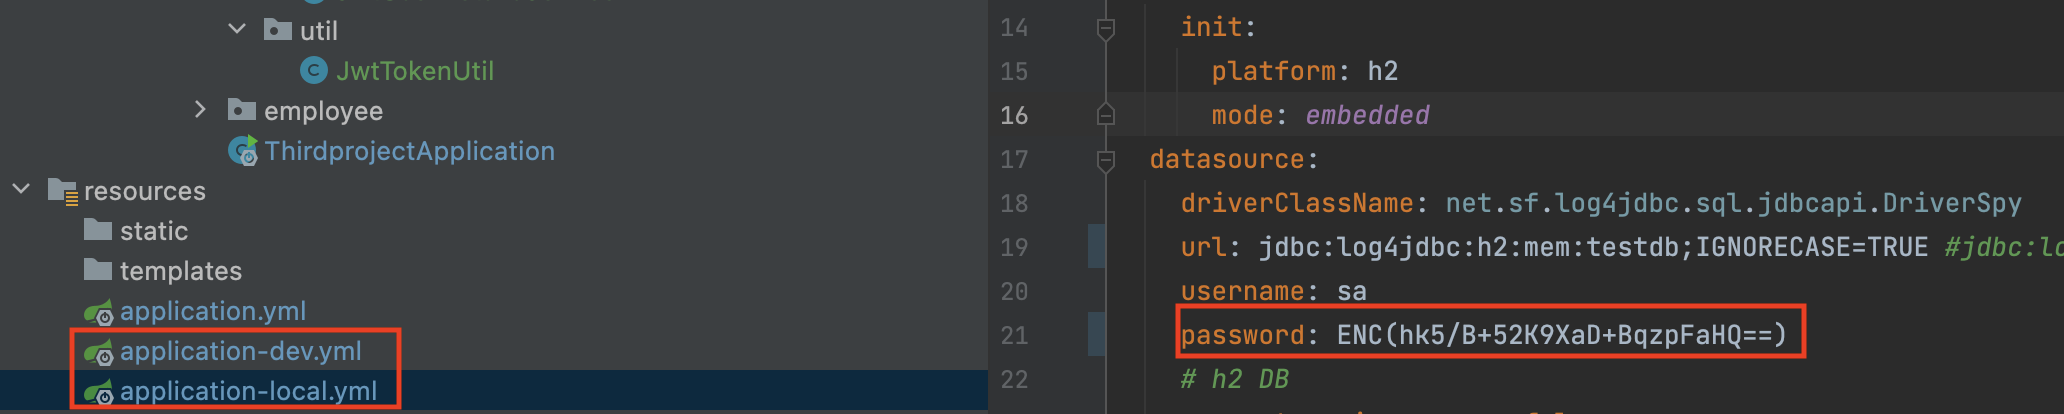 util
JwtTokenUtil
employee
ThirdprojectApplication
resources
static
templates
application.yml
application-dev.yml
application-local.yml
14 init:
15 platform: h2
16 mode: embedded
17 datasource:
18 driverClassName: net.sf.log4jdbc.sql.jdbcapi.DriverSpy
19 url: jdbc:log4jdbc:h2:mem:testdb;IGNORECASE=TRUE #jdbc:lo
20 username: sa
21 password: ENC(hk5/B+52K9XaD+BqzpFaHQ==)
22 # h2 DB